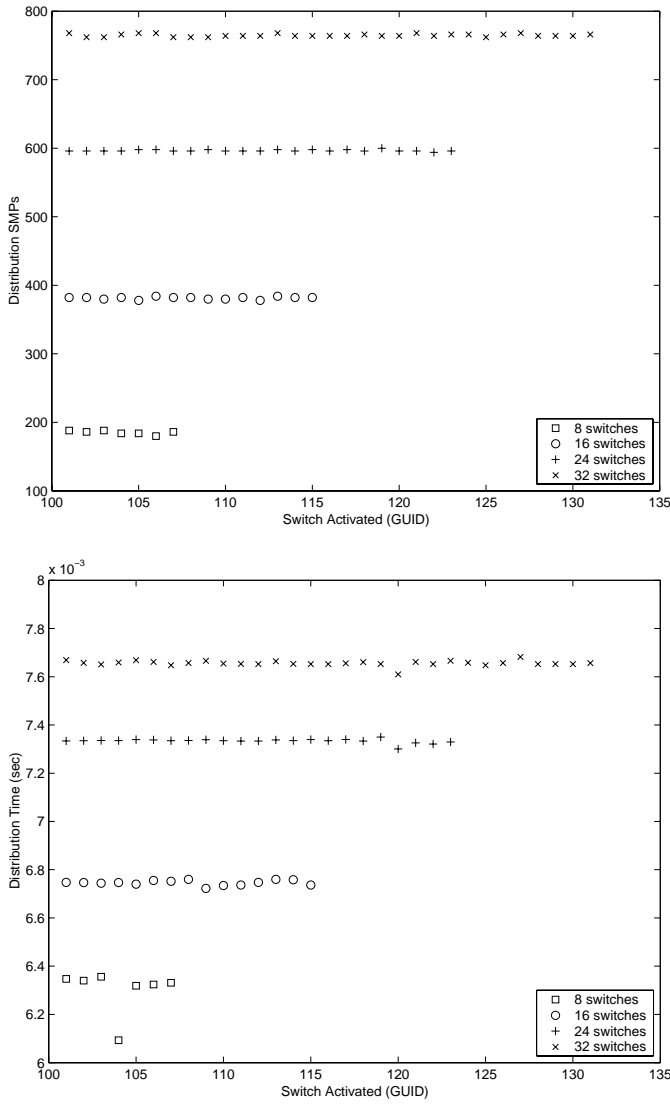 800
700
600
500
400
300
200
100
Distribution SMPs
100 105 110 115 120 125 130 135
Switch Activated (GUID)
8 switches
16 switches
24 switches
32 switches
x 10⁻³
8
7.8
7.6
7.4
7.2
7
6.8
6.6
6.4
6.2
6
Distribution Time (sec)
100 105 110 115 120 125 130 135
Switch Activated (GUID)
8 switches
16 switches
24 switches
32 switches